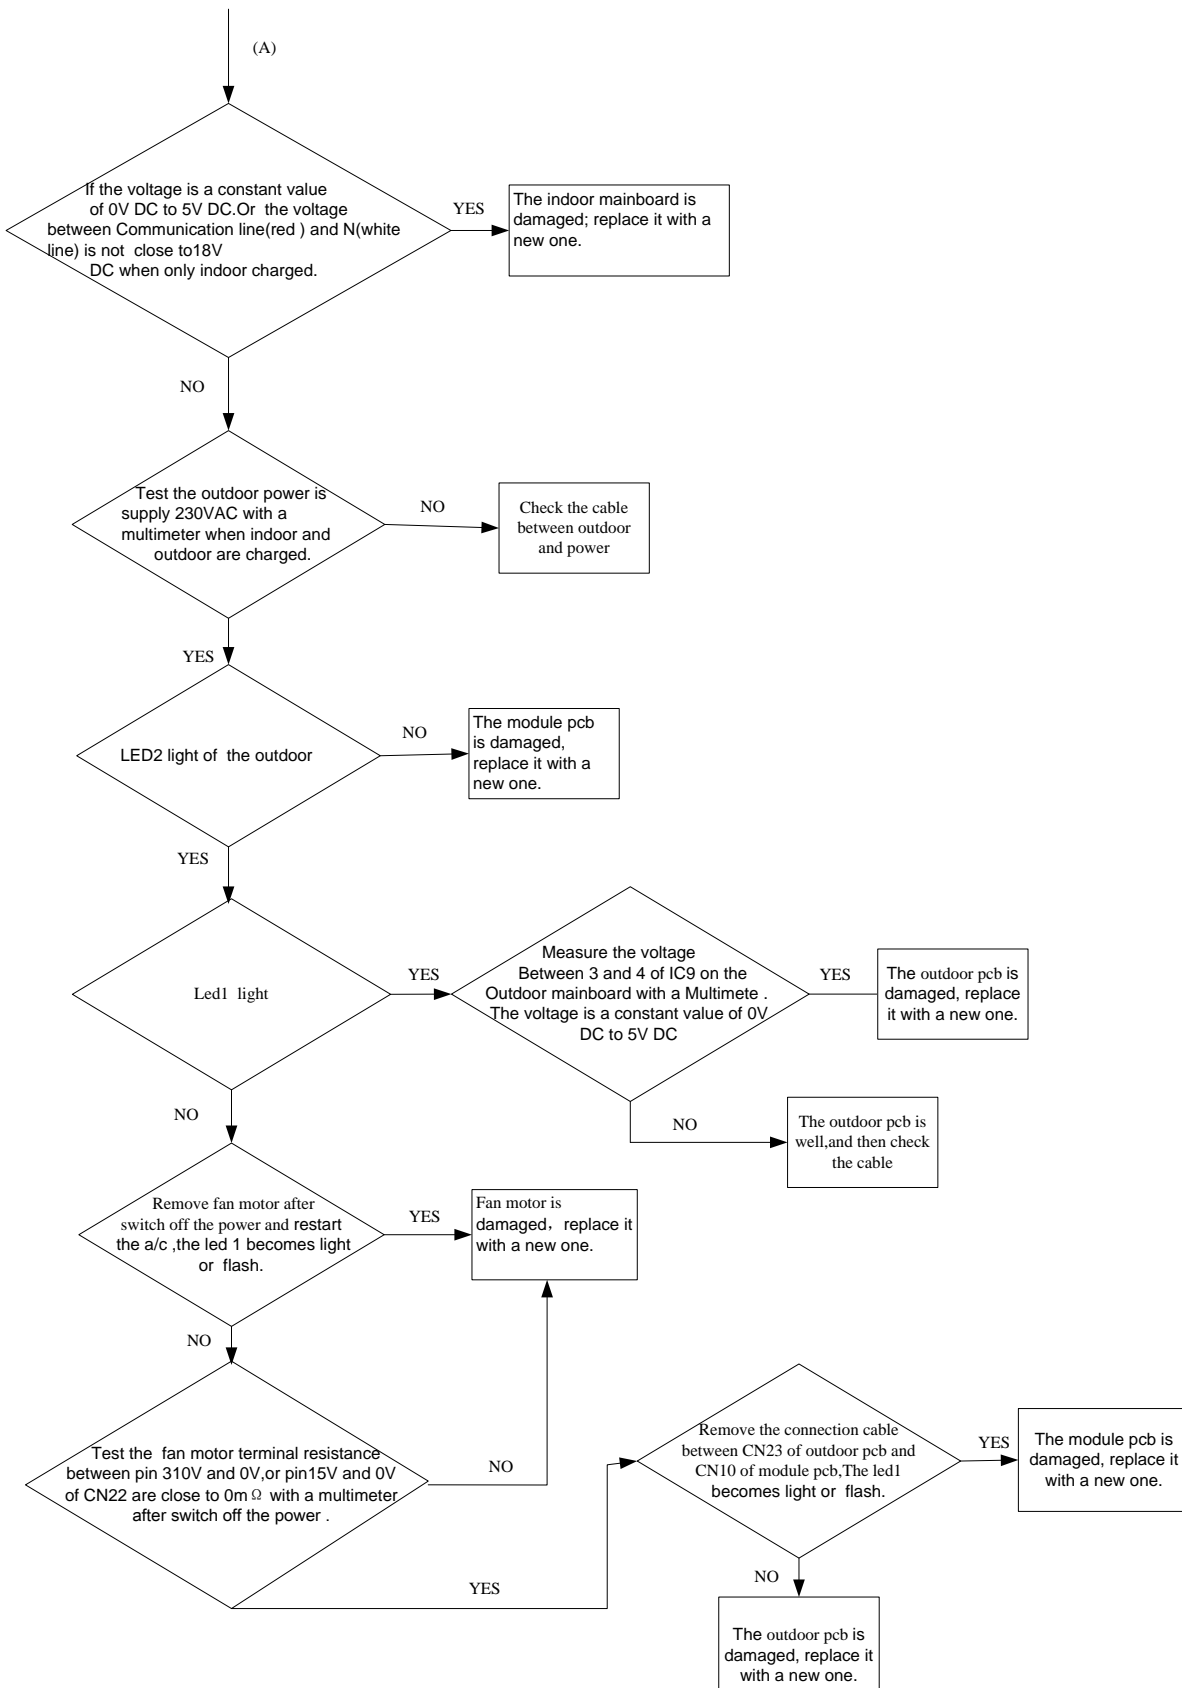 (A)
If the voltage is a constant value
of 0V DC to 5V DC.Or the voltage
between Communication line(red ) and N(white
line) is not close to18V
DC when only indoor charged.
YES
The indoor mainboard is
damaged; replace it with a
new one.
NO
Test the outdoor power is
supply 230VAC with a
multimeter when indoor and
outdoor are charged.
NO
Check the cable
between outdoor
and power
YES
LED2 light of the outdoor
NO
The module pcb
is damaged,
replace it with a
new one.
YES
Led1 light
YES
Measure the voltage
Between 3 and 4 of IC9 on the
Outdoor mainboard with a Multimete .
The voltage is a constant value of 0V
DC to 5V DC
YES
The outdoor pcb is
damaged, replace
it with a new one.
NO
The outdoor pcb is
well,and then check
the cable
NO
Remove fan motor after
switch off the power and restart
the a/c ,the led 1 becomes light
or flash.
YES
Fan motor is
damaged，replace it
with a new one.
NO
Test the fan motor terminal resistance
between pin 310V and 0V,or pin15V and 0V
of CN22 are close to 0mΩ with a multimeter
after switch off the power .
NO
YES
Remove the connection cable
between CN23 of outdoor pcb and
CN10 of module pcb,The led1
becomes light or flash.
YES
The module pcb is
damaged, replace it
with a new one.
NO
The outdoor pcb is
damaged, replace it
with a new one.